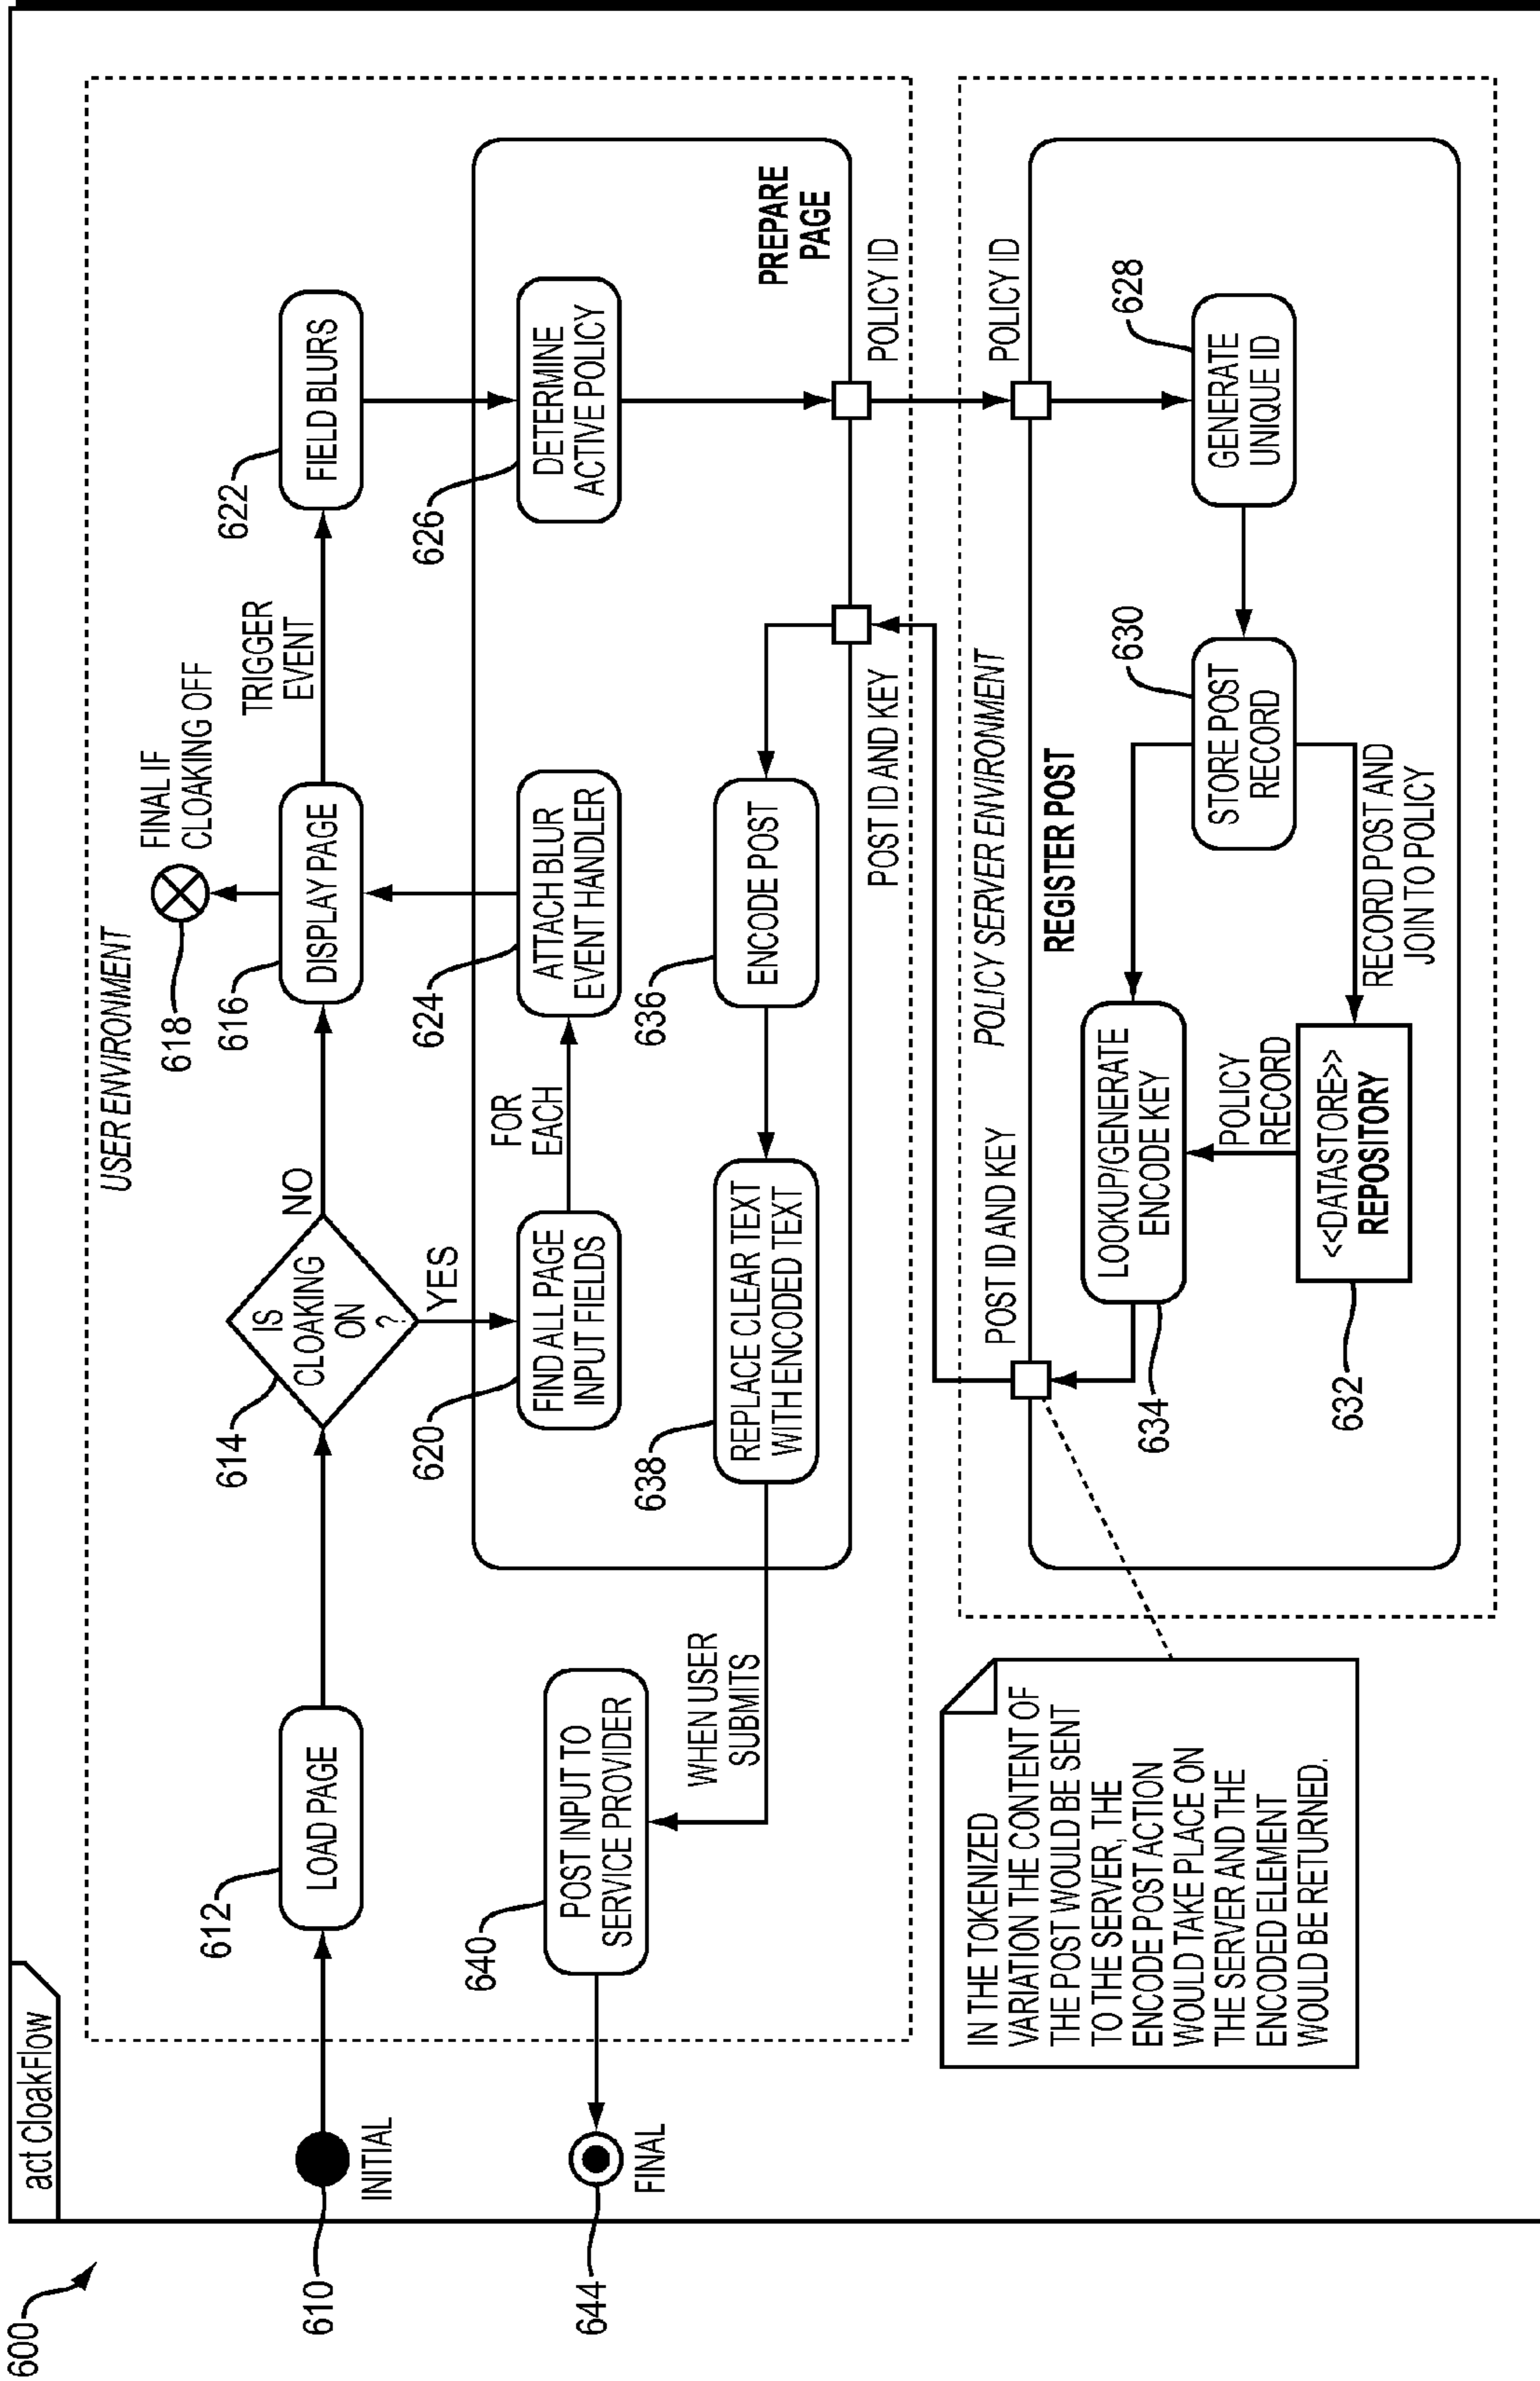 600
act CloakFlow
610
INITIAL
612
LOAD PAGE
614
IS
CLOAKING
ON
?
NO
YES
USER ENVIRONMENT
616
DISPLAY PAGE
618
FINAL IF
CLOAKING OFF
TRIGGER
EVENT
622
FIELD BLURS
620
FIND ALL PAGE
INPUT FIELDS
FOR
EACH
624
ATTACH BLUR
EVENT HANDLER
626
DETERMINE
ACTIVE POLICY
PREPARE
PAGE
644
FINAL
640
POST INPUT TO
SERVICE PROVIDER
WHEN USER
SUBMITS
638
REPLACE CLEAR TEXT
WITH ENCODED TEXT
636
ENCODE POST
POST ID AND KEY
POLICY ID
POLICY ID
POLICY SERVER ENVIRONMENT
POST ID AND KEY
REGISTER POST
IN THE TOKENIZED
VARIATION THE CONTENT OF
THE POST WOULD BE SENT
TO THE SERVER, THE
ENCODE POST ACTION
WOULD TAKE PLACE ON
THE SERVER AND THE
ENCODED ELEMENT
WOULD BE RETURNED.
634
LOOKUP/GENERATE
ENCODE KEY
POLICY
RECORD
632
<<DATASTORE>>
REPOSITORY
RECORD POST AND
JOIN TO POLICY
630
STORE POST
RECORD
628
GENERATE
UNIQUE ID